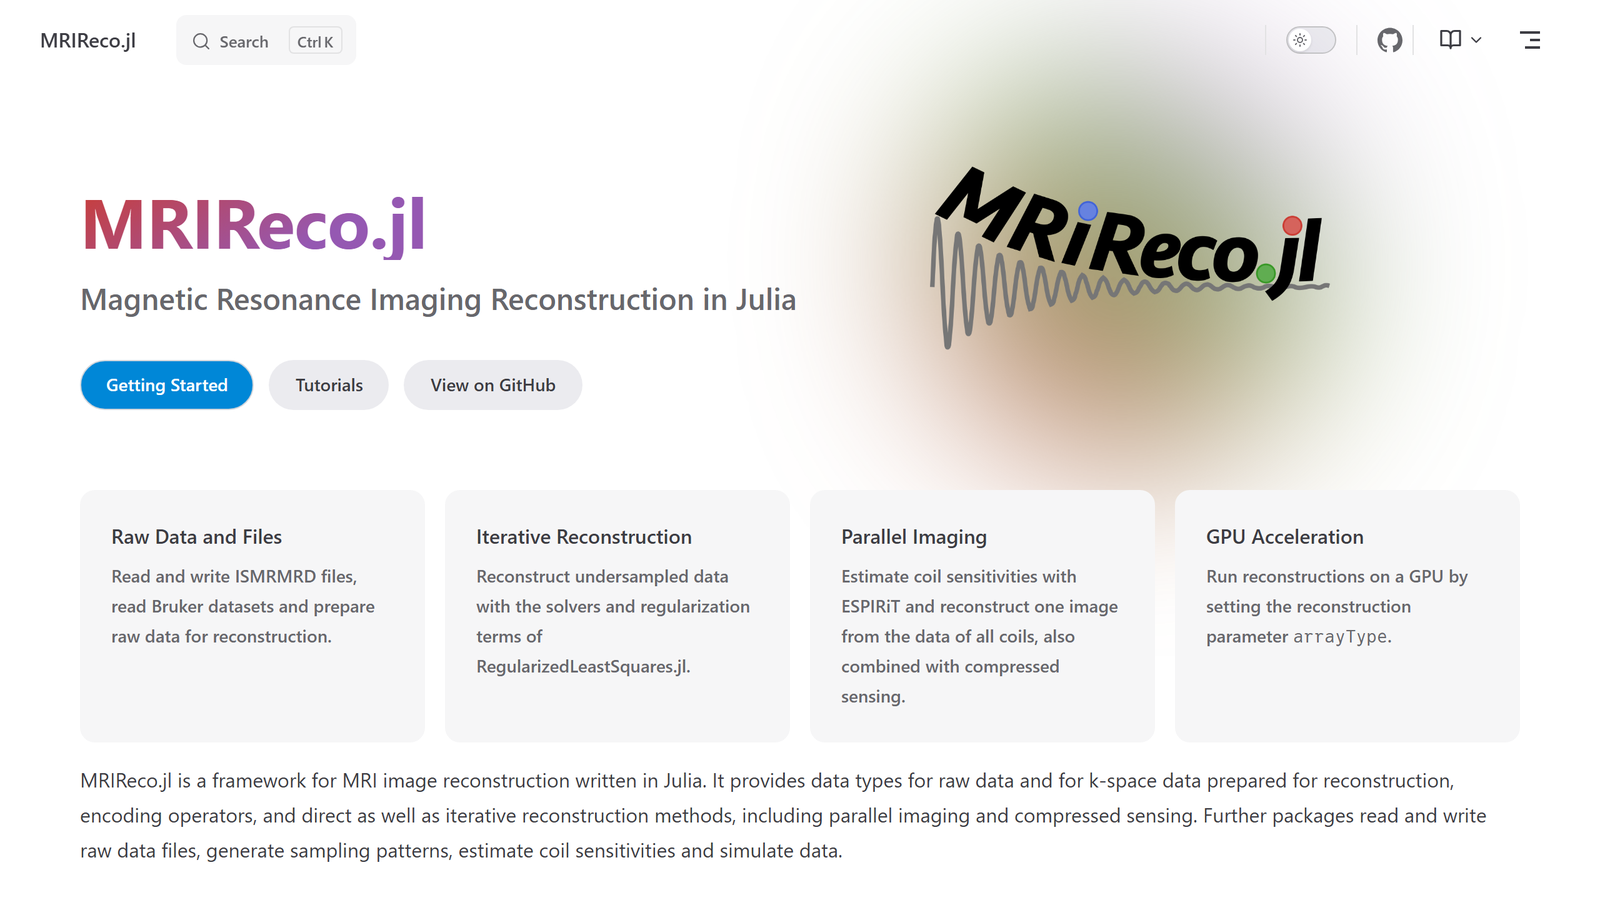 MRIReco.jl
Search Ctrl K
MRIReco.jl
Magnetic Resonance Imaging Reconstruction in Julia
Getting Started
Tutorials
View on GitHub
MRiReco.jl
Raw Data and Files
Read and write ISMRMRD files,
read Bruker datasets and prepare
raw data for reconstruction.
Iterative Reconstruction
Reconstruct undersampled data
with the solvers and regularization
terms of
RegularizedLeastSquares.jl.
Parallel Imaging
Estimate coil sensitivities with
ESPIRiT and reconstruct one image
from the data of all coils, also
combined with compressed
sensing.
GPU Acceleration
Run reconstructions on a GPU by
setting the reconstruction
parameter arrayType.
MRIReco.jl is a framework for MRI image reconstruction written in Julia. It provides data types for raw data and for k-space data prepared for reconstruction,
encoding operators, and direct as well as iterative reconstruction methods, including parallel imaging and compressed sensing. Further packages read and write
raw data files, generate sampling patterns, estimate coil sensitivities and simulate data.